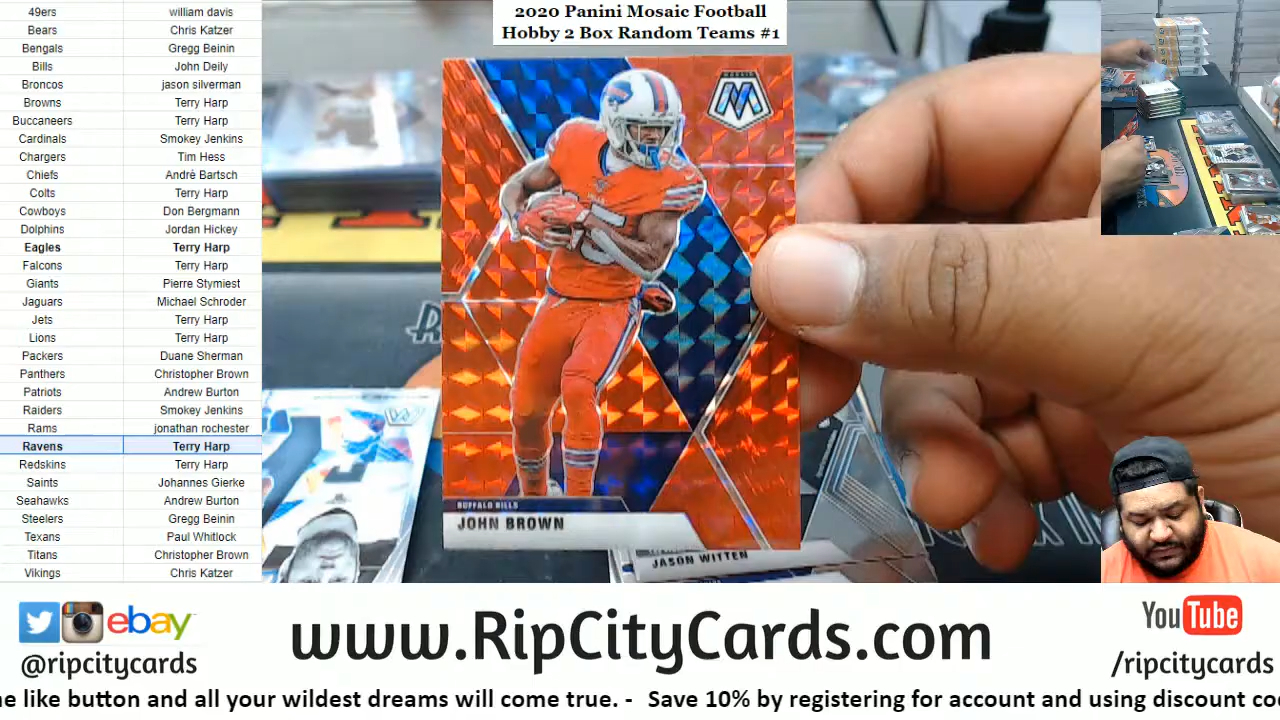 2020 Panini Mosaic Football
Hobby 2 Box Random Teams #1
49ers william davis
Bears Chris Katzer
Bengals Gregg Beinin
Bills John Deily
Broncos jason silverman
Browns Terry Harp
Buccaneers Terry Harp
Cardinals Smokey Jenkins
Chargers Tim Hess
Chiefs André Bartsch
Colts Terry Harp
Cowboys Don Bergmann
Dolphins Jordan Hickey
Eagles Terry Harp
Falcons Terry Harp
Giants Pierre Stymiest
Jaguars Michael Schroder
Jets Terry Harp
Lions Terry Harp
Packers Duane Sherman
Panthers Christopher Brown
Patriots Andrew Burton
Raiders Smokey Jenkins
Rams jonathan rochester
Ravens Terry Harp
Redskins Terry Harp
Saints Johannes Gierke
Seahawks Andrew Burton
Steelers Gregg Beinin
Texans Paul Whitlock
Titans Christopher Brown
Vikings Chris Katzer
MOSAIC
BUFFALO BILLS
JOHN BROWN
JASON WITTEN
ebay
@ripcitycards
www.RipCityCards.com
YouTube
/ripcitycards
ne like button and all your wildest dreams will come true. - Save 10% by registering for account and using discount co